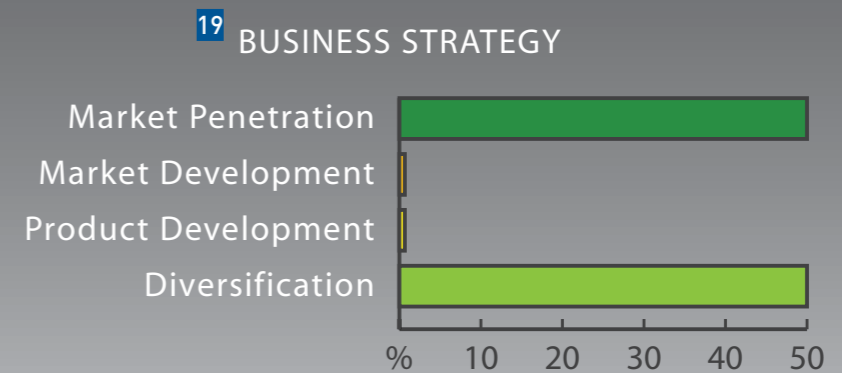 19 BUSINESS STRATEGY
Market Penetration
Market Development
Product Development
Diversification
% 10 20 30 40 50